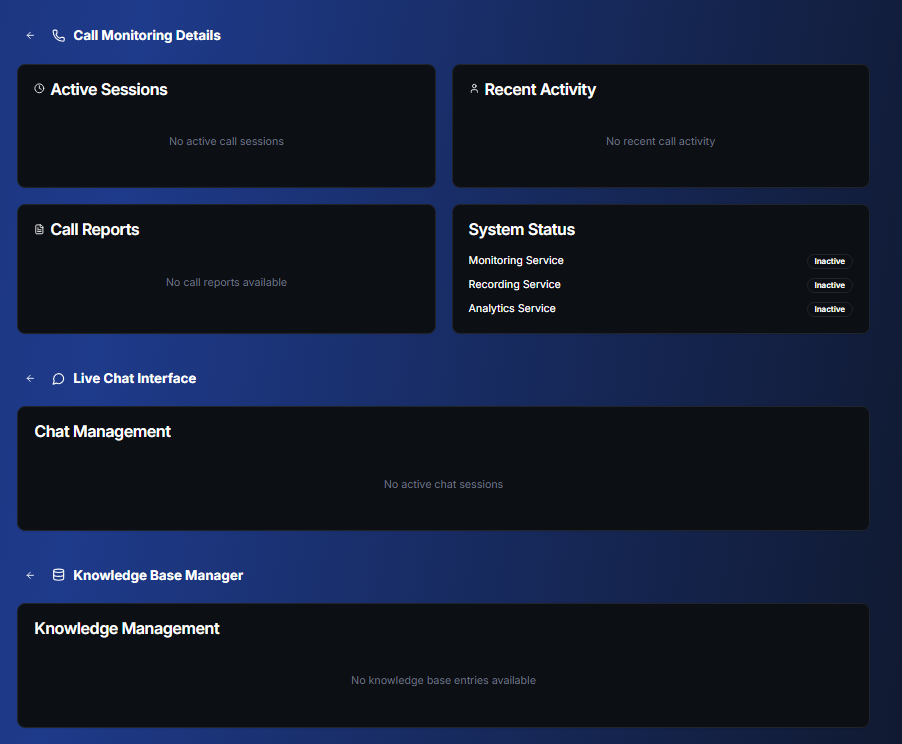 Call Monitoring Details
Active Sessions
No active call sessions
Recent Activity
No recent call activity
Call Reports
No call reports available
System Status
Monitoring Service Inactive
Recording Service Inactive
Analytics Service Inactive
Live Chat Interface
Chat Management
No active chat sessions
Knowledge Base Manager
Knowledge Management
No knowledge base entries available